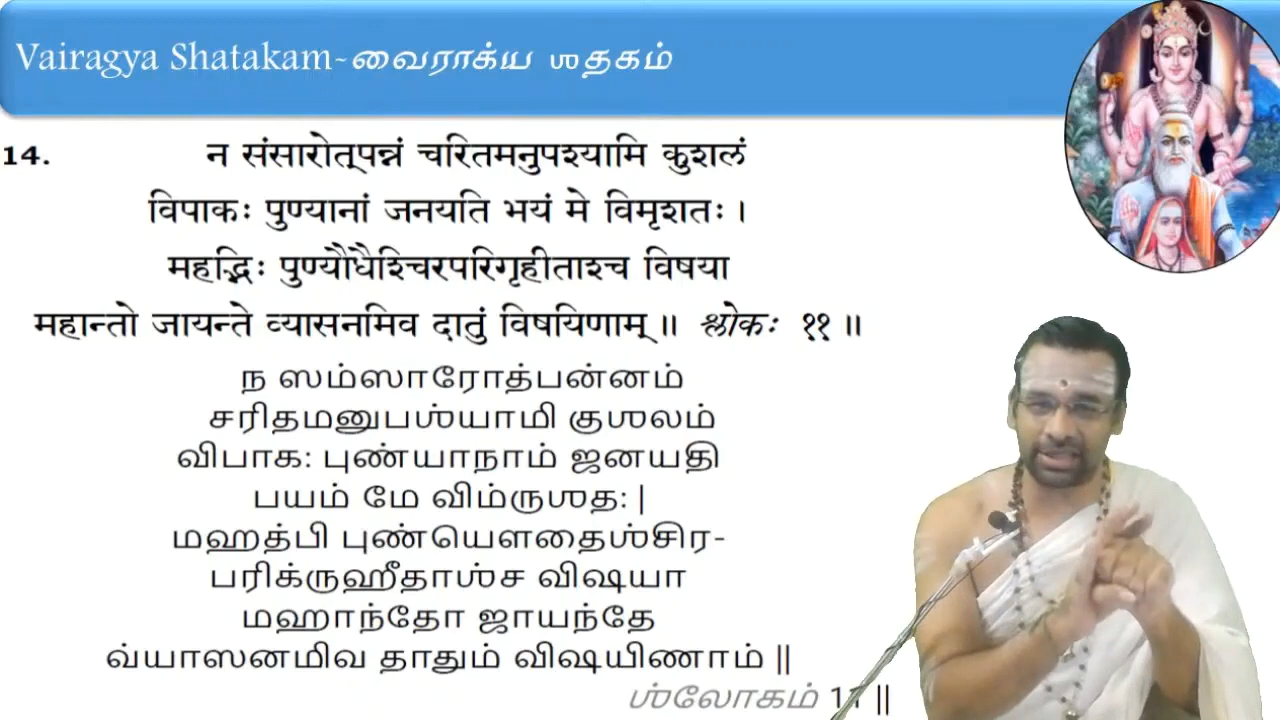 Vairagya Shatakam-வைராக்ய ஶதகம்
14. न संसारोत्पन्नं चरितमनुपश्यामि कुशलं
विपाकः पुण्यानां जनयति भयं मे विमृशतः ।
महद्भिः पुण्यौघैश्चिरपरिगृहीताश्च विषया
महान्तो जायन्ते व्यासनमिव दातुं विषयिणाम् ॥ श्लोकः ११ ॥
ந ஸம்ஸாரோத்பன்னம்
சரிதமனுபஶ்யாமி குஶலம்
விபாக: புண்யாநாம் ஜனயதி
பயம் மே விம்ருஶத: |
மஹத்பி புண்யௌதைஶ்சிர-
பரிக்ருஹீதாஶ்ச விஷயா
மஹாந்தோ ஜாயந்தே
வ்யாஸனமிவ தாதும் விஷயிணாம் ||
ஶ்லோகம் 11 ||